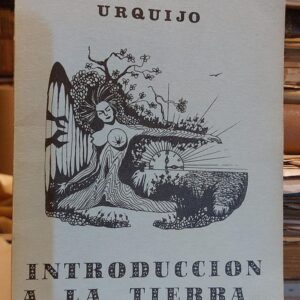 URQUIJO
INTRODUCCION
A LA TIERRA